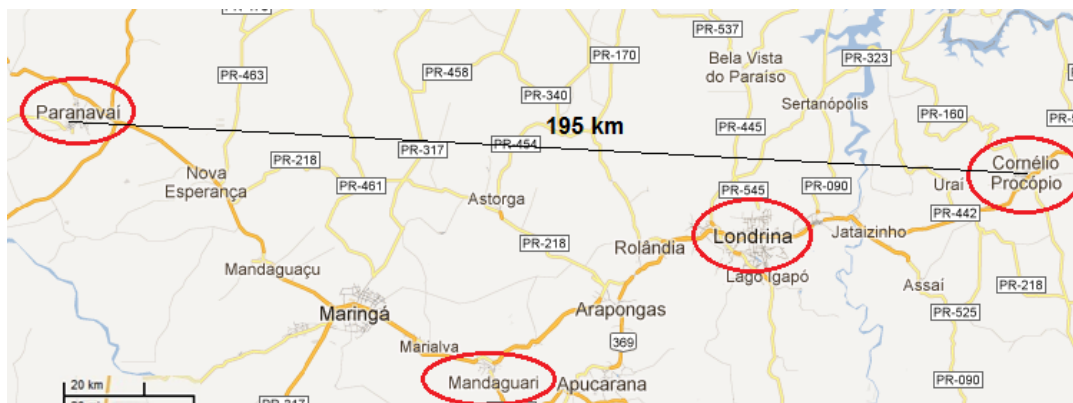 PR-537
PR-170
Bela Vista
do Paraíso
PR-323
PR-463
PR-458
PR-340
Sertanópolis
Paranavaí
PR-160
195 km
PR-445
PR-454
PR-317
PR-218
Nova
Esperança
PR-461
Cornélio
Procópio
Uraí
PR-545
PR-090
Astorga
PR-442
Londrina
Jataizinho
PR-218
Rolândia
Mandaguaçu
Lago Igapó
Assaí
PR-218
Maringá
Arapongas
PR-525
Marialva
369
Mandaguari
Apucarana
PR-090
20 km